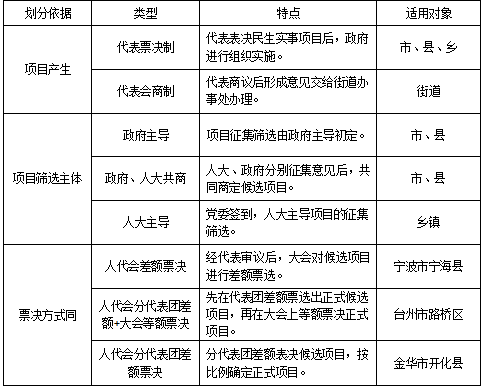 划分依据 类型 特点 适用对象
项目产生
代表票决制
代表表决民生实事项目后，政府
进行组织实施。
市、县、乡
代表会商制
代表商议后形成意见交给街道办
事处办理。
街道
项目筛选主体
政府主导
项目征集筛选由政府主导初定。
市、县
政府、人大共商
人大、政府分别征集意见后，共
同商定候选项目。
市、县
人大主导
党委签到，人大主导项目的征集
筛选。
乡镇
票决方式同
人代会差额票决
经代表审议后，大会对候选项目
进行差额票选。
宁波市宁海县
人代会分代表团差
额+大会等额票决
先在代表团差额票选出正式候选
项目，再在大会上等额票决正式
项目。
台州市路桥区
人代会分代表团差
额票决
分代表团差额表决候选项目，按
比例确定正式项目。
金华市开化县